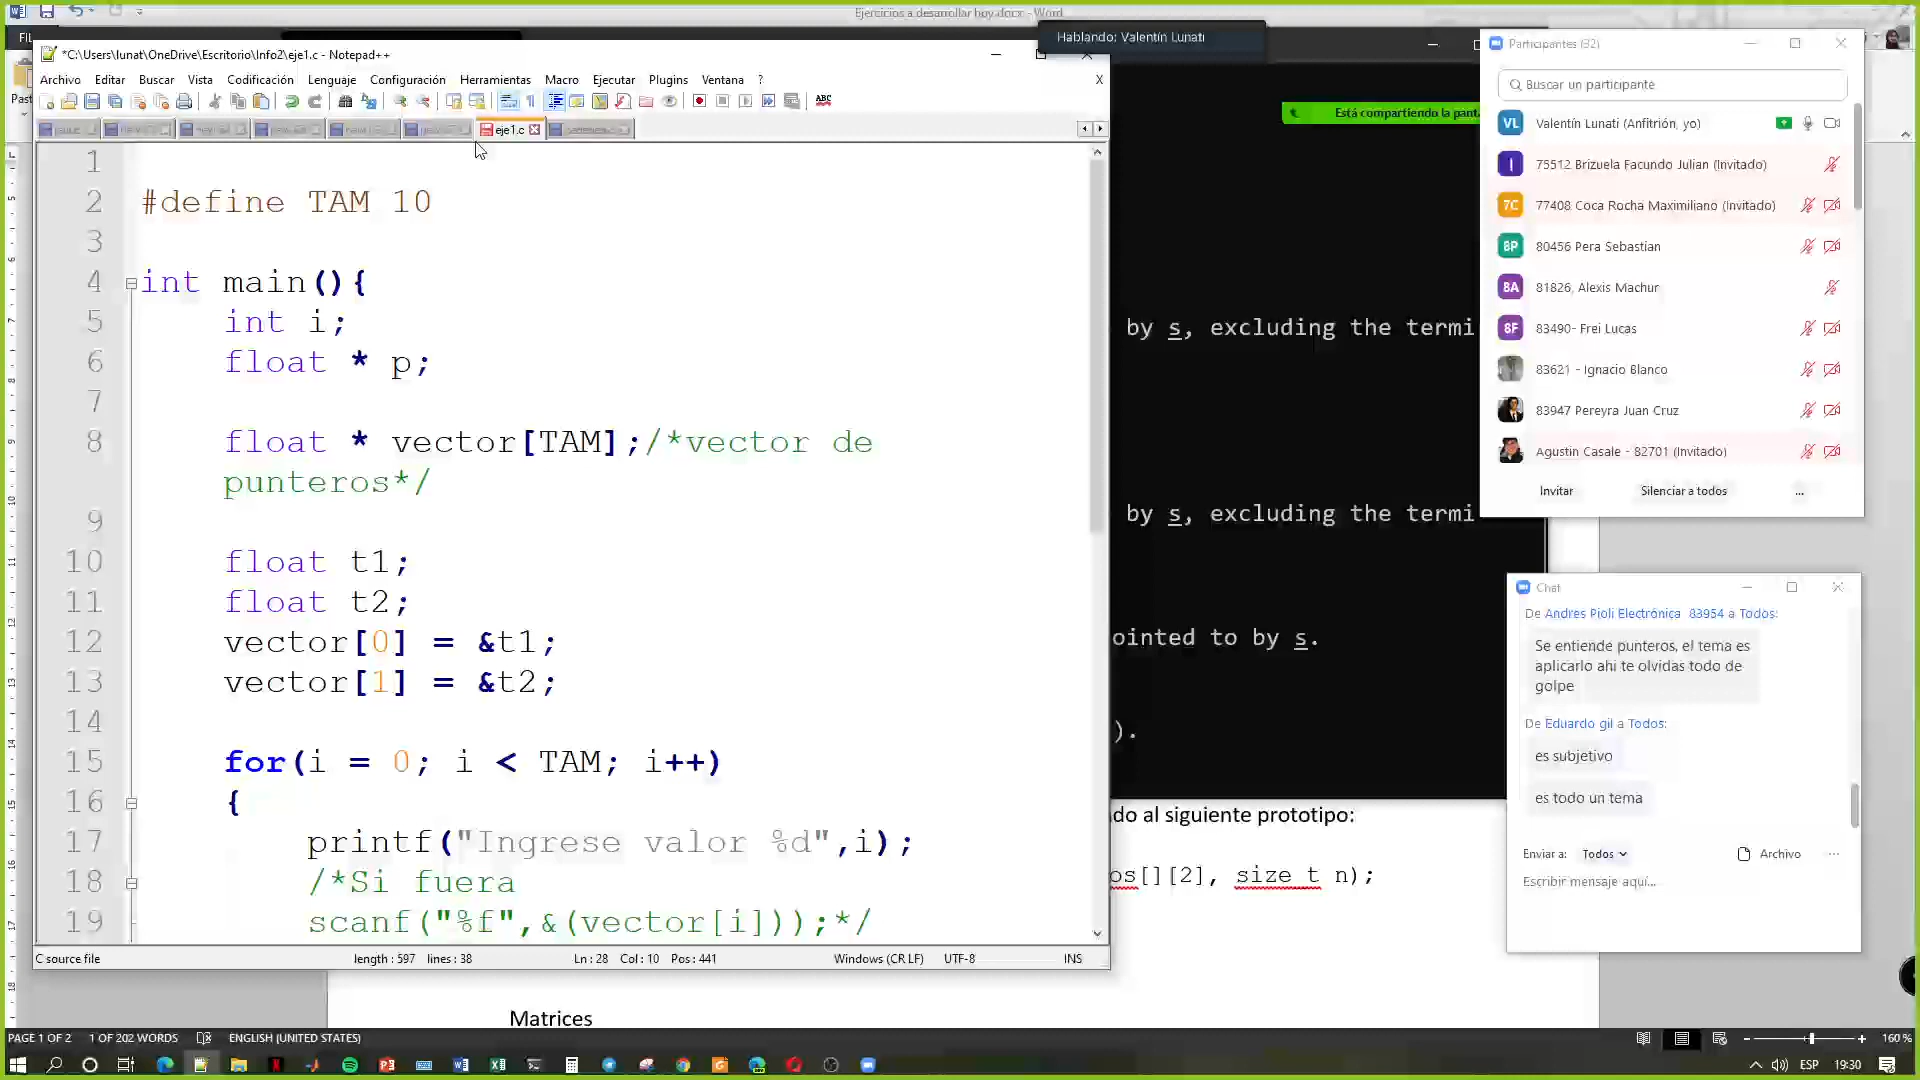 Ejercicios a desarrollar hoy.docx - Word
*C:\Users\lunat\OneDrive\Escritorio\Info2\eje1.c - Notepad++
Archivo Editar Buscar Vista Codificación Lenguaje Configuración Herramientas Macro Ejecutar Plugins Ventana ? X
eje1.c
1
2 #define TAM 10
3
4 int main(){
5 int i;
6 float * p;
7
8 float * vector[TAM];/*vector de
punteros*/
9
10 float t1;
11 float t2;
12 vector[0] = &t1;
13 vector[1] = &t2;
14
15 for(i = 0; i < TAM; i++)
16 {
17 printf("Ingrese valor %d",i);
18 /*Si fuera
19 scanf("%f",&(vector[i]));*/
C source file length : 597 lines : 38 Ln : 28 Col : 10 Pos : 441 Windows (CR LF) UTF-8 INS
Hablando: Valentín Lunati
Está compartiendo la panta
by s, excluding the termi
by s, excluding the termi
ointed to by s.
).
do al siguiente prototipo:
os[][2], size t n);
Matrices
Participantes (32)
Buscar un participante
VL Valentín Lunati (Anfitrión, yo)
I 75512 Brizuela Facundo Julian (Invitado)
7C 77408 Coca Rocha Maximiliano (Invitado)
8P 80456 Pera Sebastian
8A 81826, Alexis Machur
8F 83490- Frei Lucas
83621 - Ignacio Blanco
83947 Pereyra Juan Cruz
Agustin Casale - 82701 (Invitado)
Invitar Silenciar a todos ...
Chat
De Andres Pioli Electrónica 83954 a Todos:
Se entiende punteros, el tema es
aplicarlo ahi te olvidas todo de
golpe
De Eduardo gil a Todos:
es subjetivo
es todo un tema
Enviar a: Todos Archivo ...
Escribir mensaje aquí...
PAGE 1 OF 2 1 OF 202 WORDS ENGLISH (UNITED STATES) 160 %
ESP 19:30